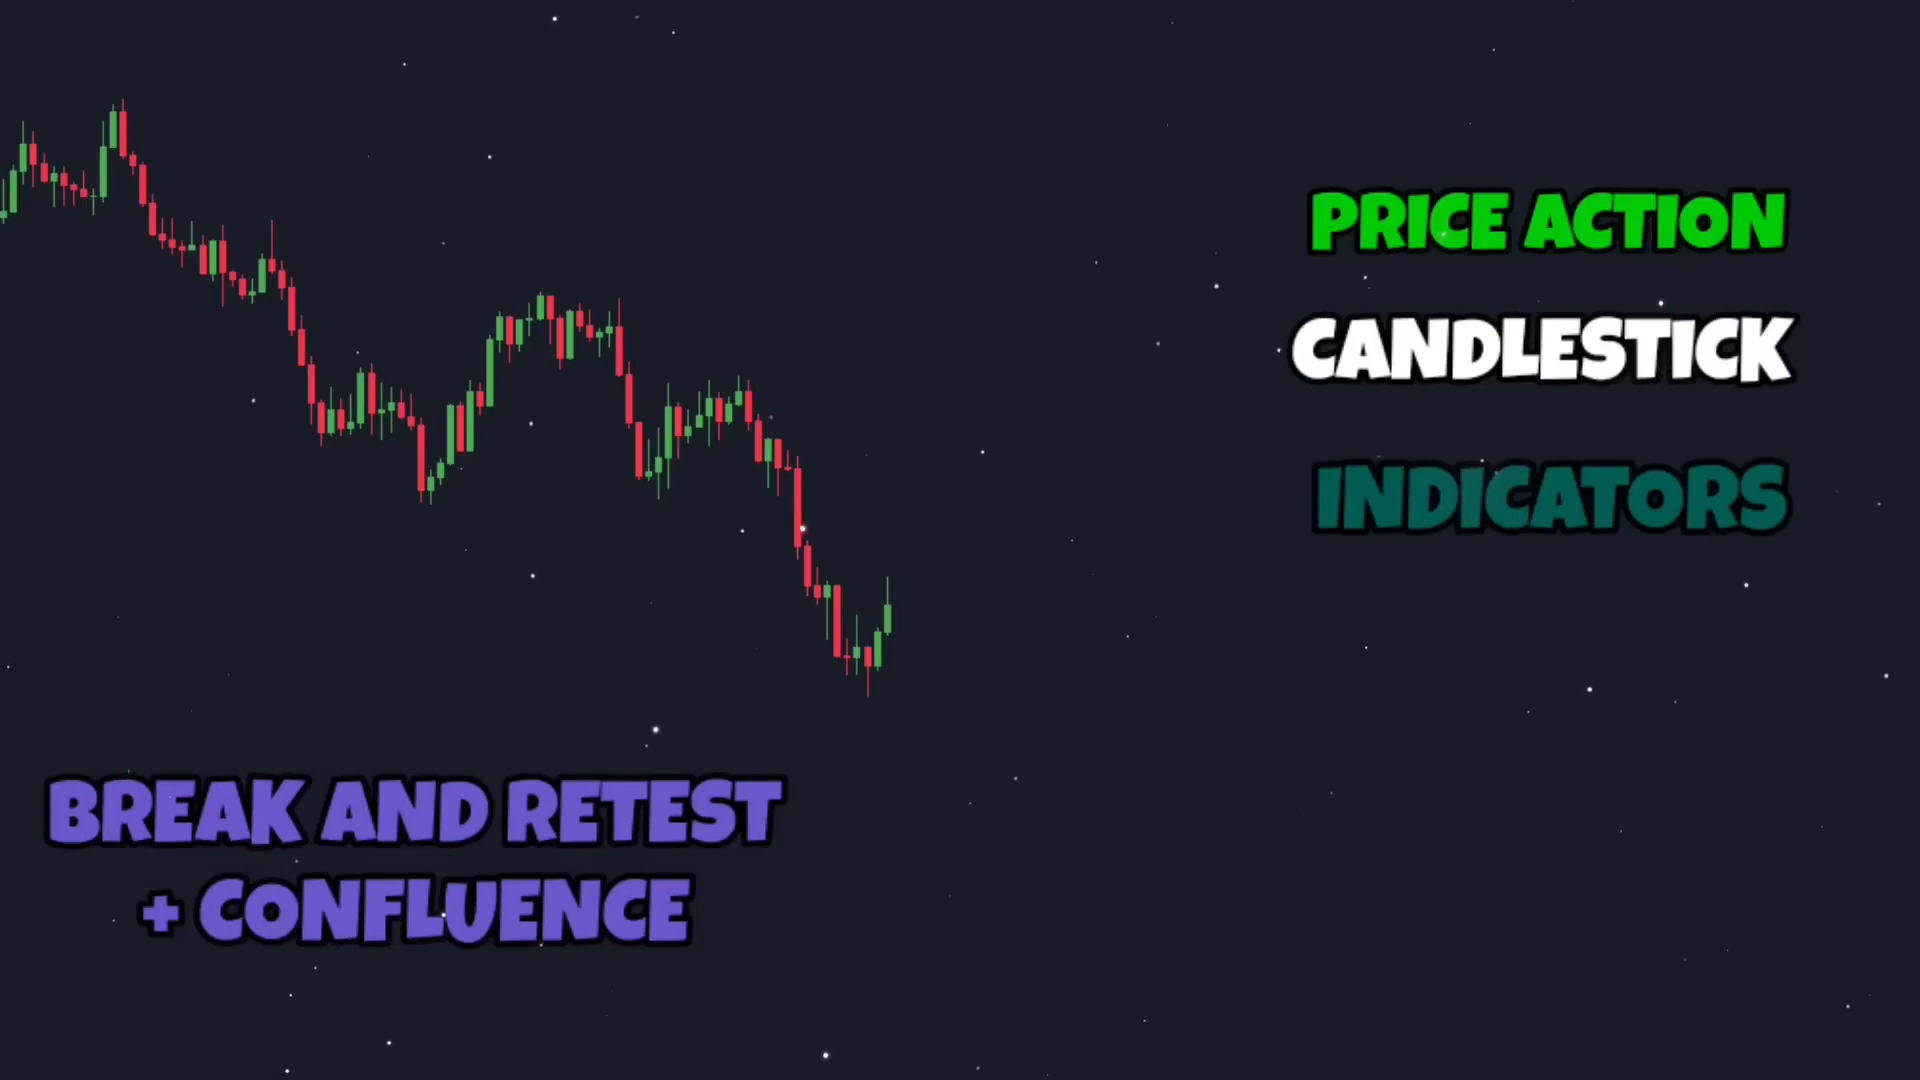 PRICE ACTION
CANDLESTICK
INDICATORS
BREAK AND RETEST
+ CONFLUENCE